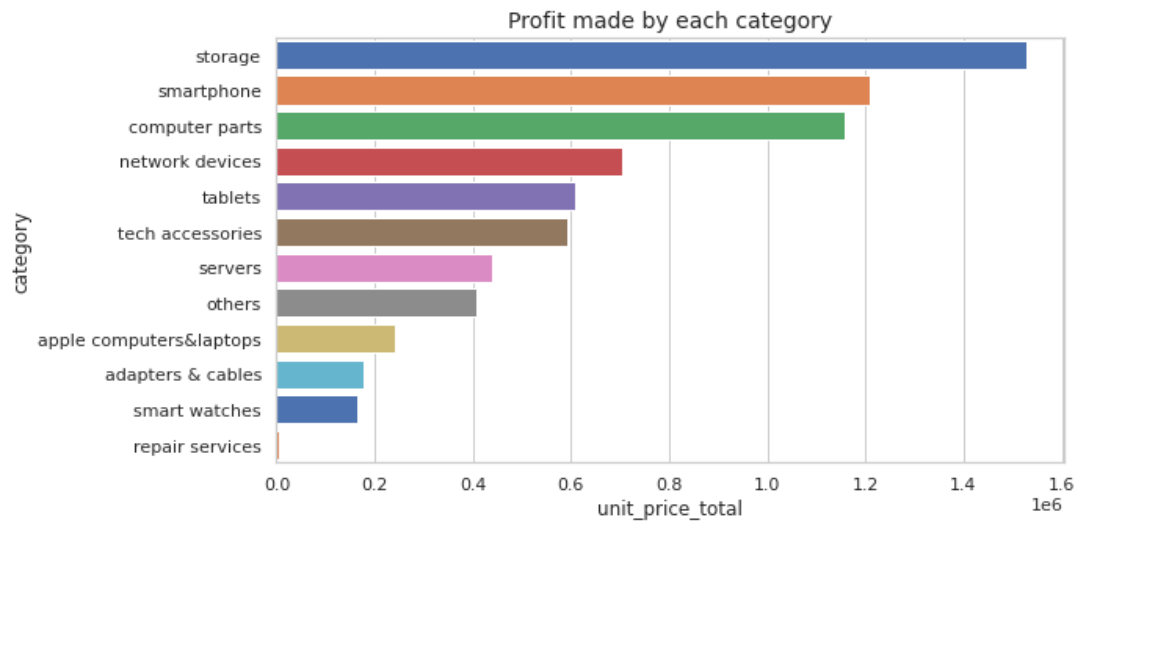 Profit made by each category
category
storage
smartphone
computer parts
network devices
tablets
tech accessories
servers
others
apple computers&laptops
adapters & cables
smart watches
repair services
0.0 0.2 0.4 0.6 0.8 1.0 1.2 1.4 1.6
1e6
unit_price_total